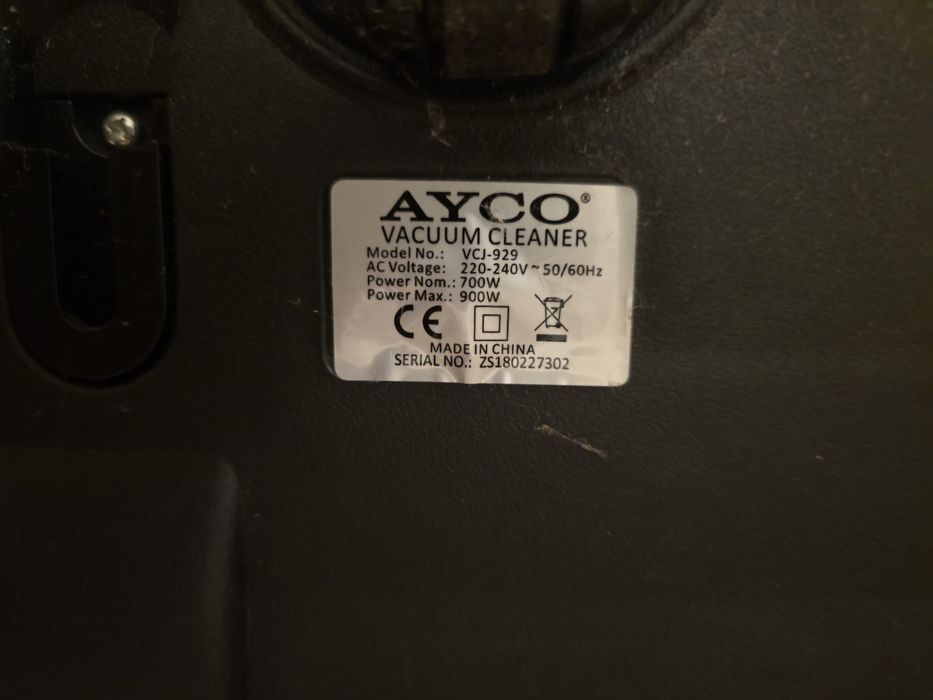 AYCO®
VACUUM CLEANER
Model No.: VCJ-929
AC Voltage: 220-240V ~ 50/60Hz
Power Nom.: 700W
Power Max.: 900W
CE
MADE IN CHINA
SERIAL NO.: ZS180227302